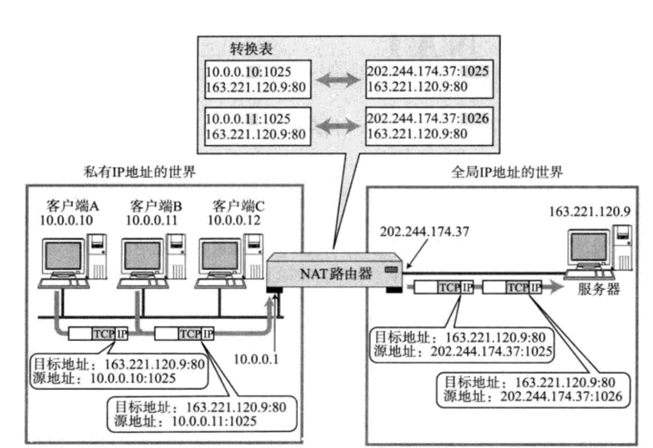 转换表
10.0.0.10:1025
163.221.120.9:80
202.244.174.37:1025
163.221.120.9:80
10.0.0.11:1025
163.221.120.9:80
202.244.174.37:1026
163.221.120.9:80
私有IP地址的世界
全局IP地址的世界
客户端A
10.0.0.10
客户端B
10.0.0.11
客户端C
10.0.0.12
163.221.120.9
202.244.174.37
NAT路由器
服务器
TCP IP
TCP IP
TCP IP
TCP IP
10.0.0.1
目标地址：163.221.120.9:80
源地址：10.0.0.10:1025
目标地址：163.221.120.9:80
源地址：10.0.0.11:1025
目标地址：163.221.120.9:80
源地址：202.244.174.37:1025
目标地址：163.221.120.9:80
源地址：202.244.174.37:1026